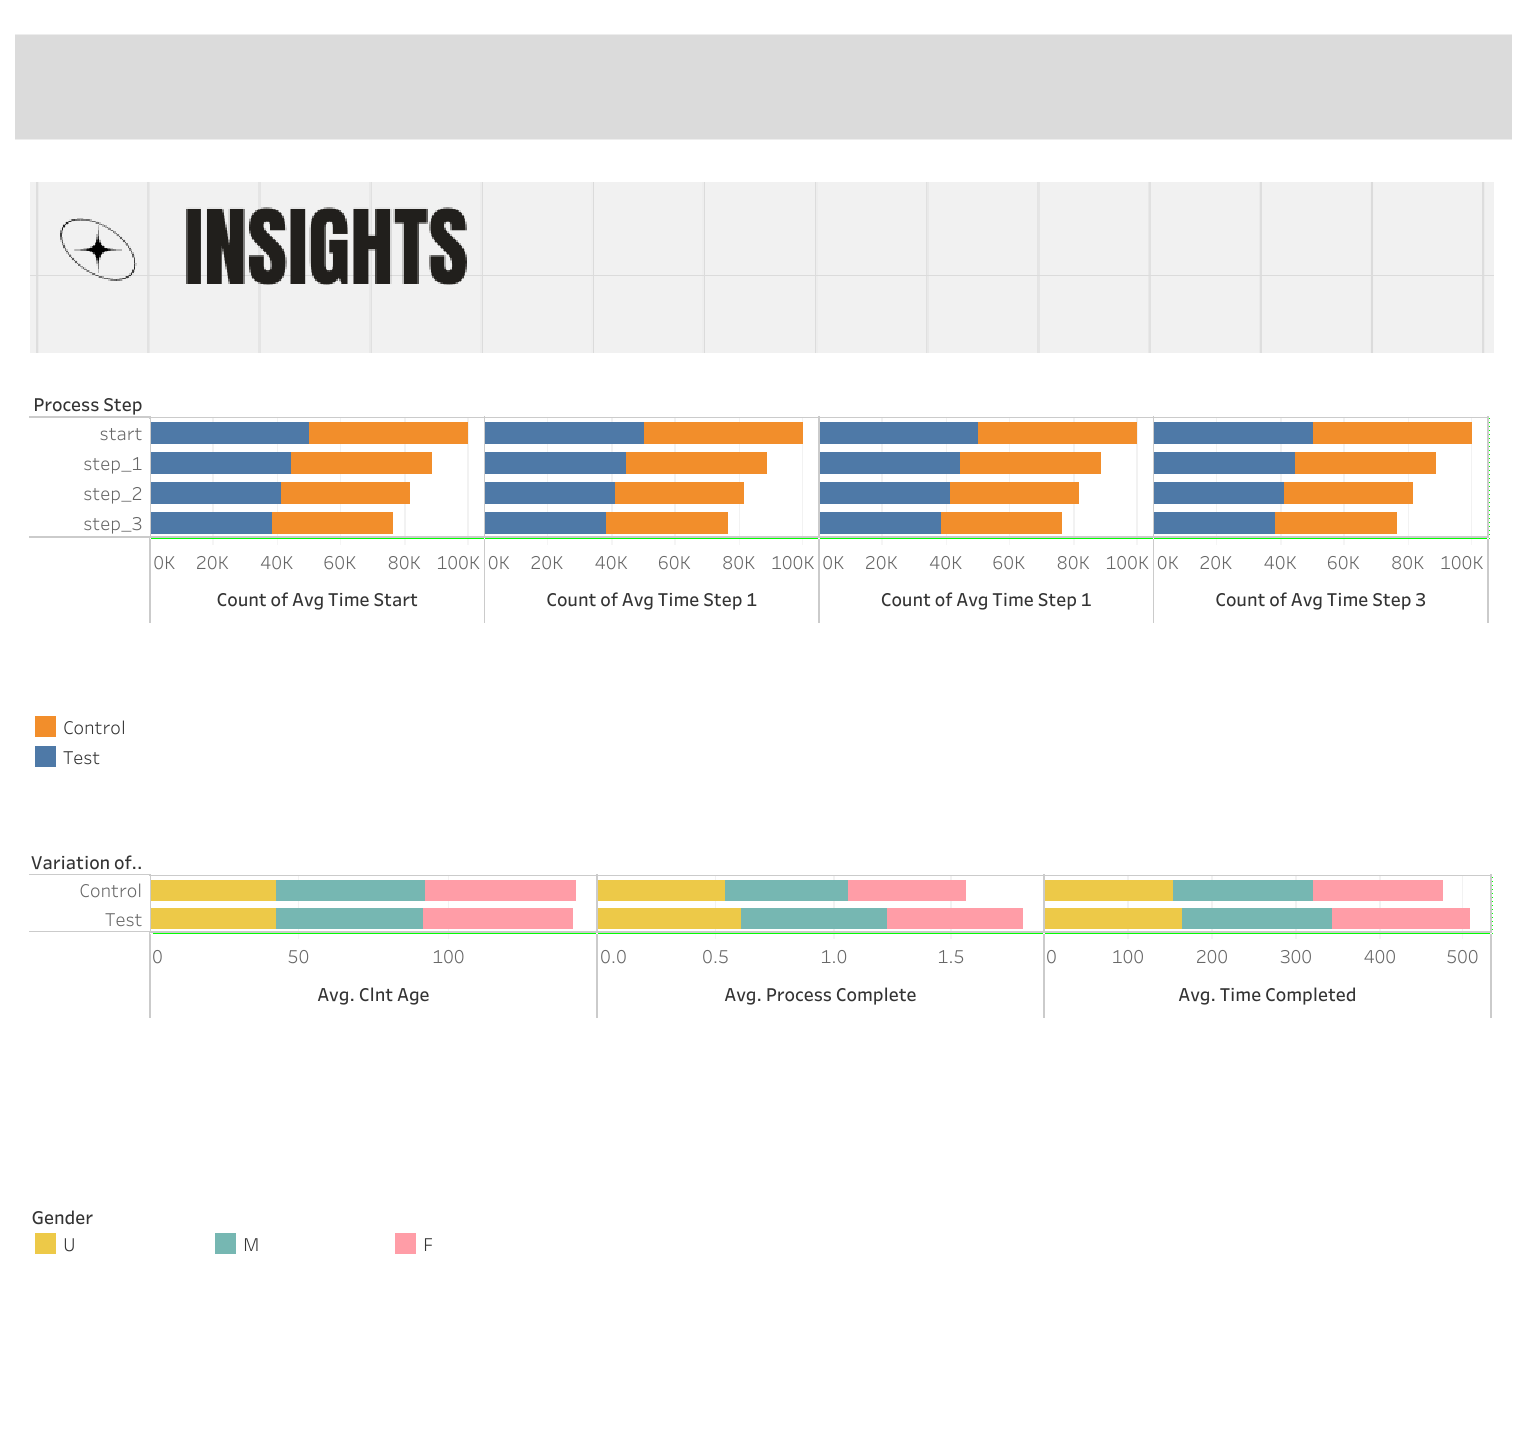 INSIGHTS
Process Step
start
step_1
step_2
step_3
0K 20K 40K 60K 80K 100K 0K 20K 40K 60K 80K 100K 0K 20K 40K 60K 80K 100K 0K 20K 40K 60K 80K 100K
Count of Avg Time Start Count of Avg Time Step 1 Count of Avg Time Step 1 Count of Avg Time Step 3
Control
Test
Variation of..
Control
Test
0 50 100 0.0 0.5 1.0 1.5 0 100 200 300 400 500
Avg. Clnt Age Avg. Process Complete Avg. Time Completed
Gender
U M F